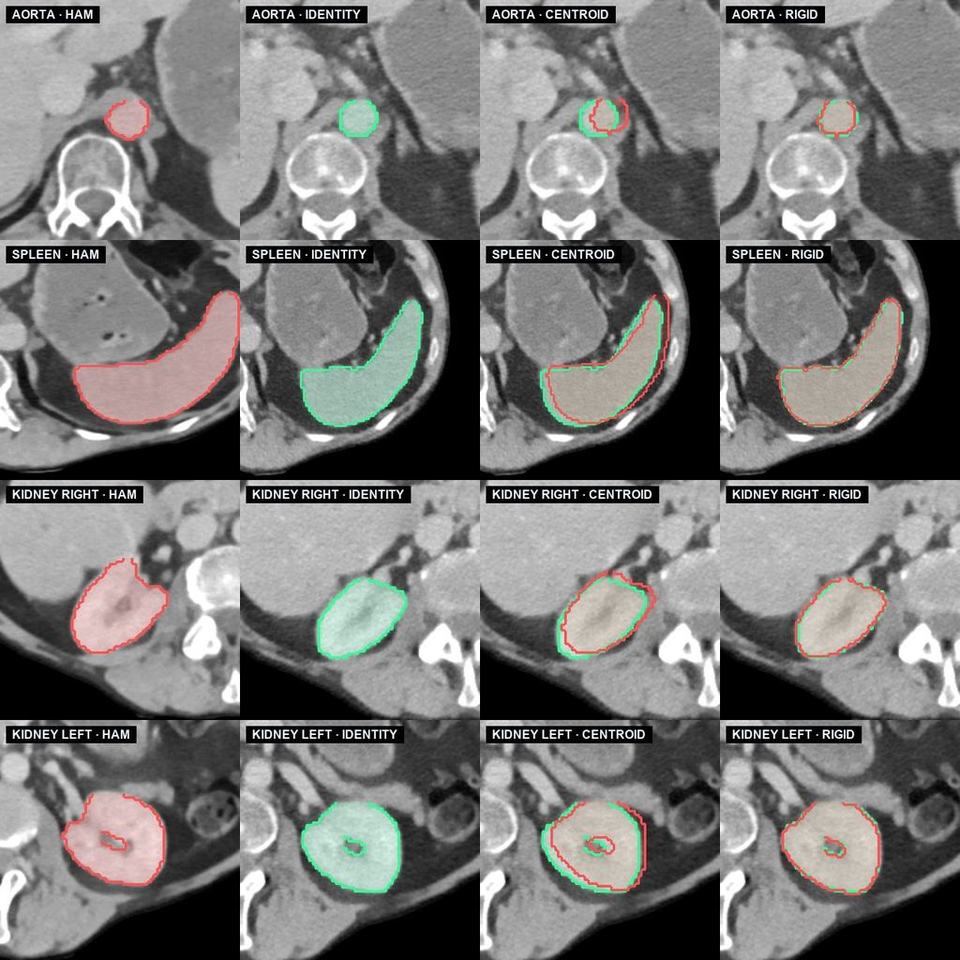 AORTA · HAM
AORTA · IDENTITY
AORTA · CENTROID
AORTA · RIGID
SPLEEN · HAM
SPLEEN · IDENTITY
SPLEEN · CENTROID
SPLEEN · RIGID
KIDNEY RIGHT · HAM
KIDNEY RIGHT · IDENTITY
KIDNEY RIGHT · CENTROID
KIDNEY RIGHT · RIGID
KIDNEY LEFT · HAM
KIDNEY LEFT · IDENTITY
KIDNEY LEFT · CENTROID
KIDNEY LEFT · RIGID